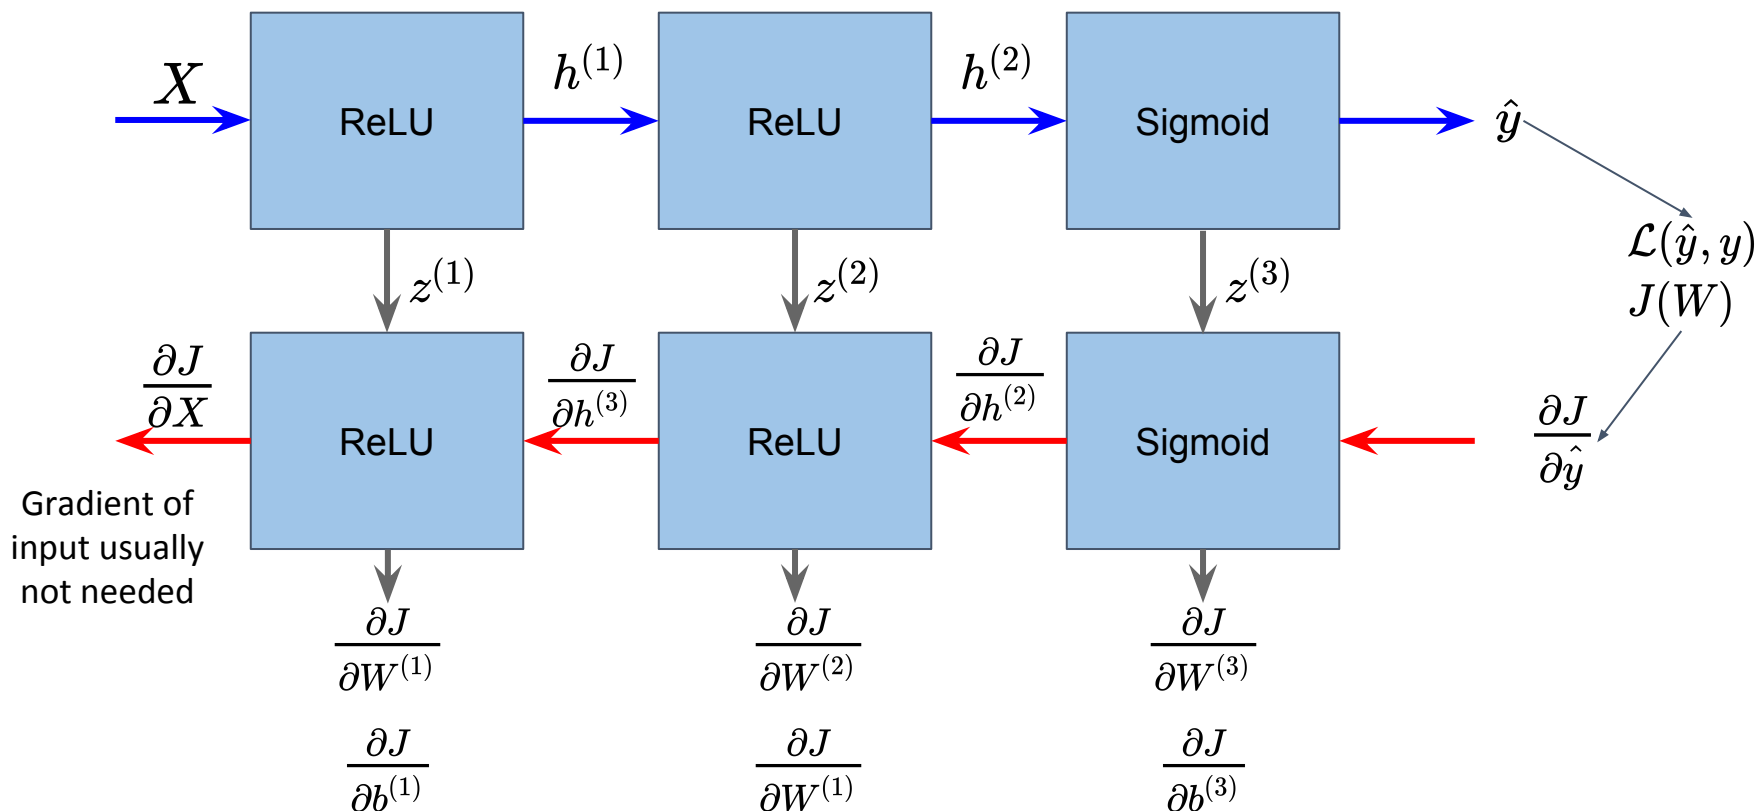 X
h^{(1)}
h^{(2)}
ReLU
ReLU
Sigmoid
ŷ
ℒ(ŷ, y)
z^{(1)}
z^{(2)}
z^{(3)}
J(W)
∂J/∂X
∂J/∂h^{(3)}
∂J/∂h^{(2)}
∂J/∂ŷ
ReLU
ReLU
Sigmoid
Gradient of
input usually
not needed
∂J/∂W^{(1)}
∂J/∂W^{(2)}
∂J/∂W^{(3)}
∂J/∂b^{(1)}
∂J/∂W^{(1)}
∂J/∂b^{(3)}